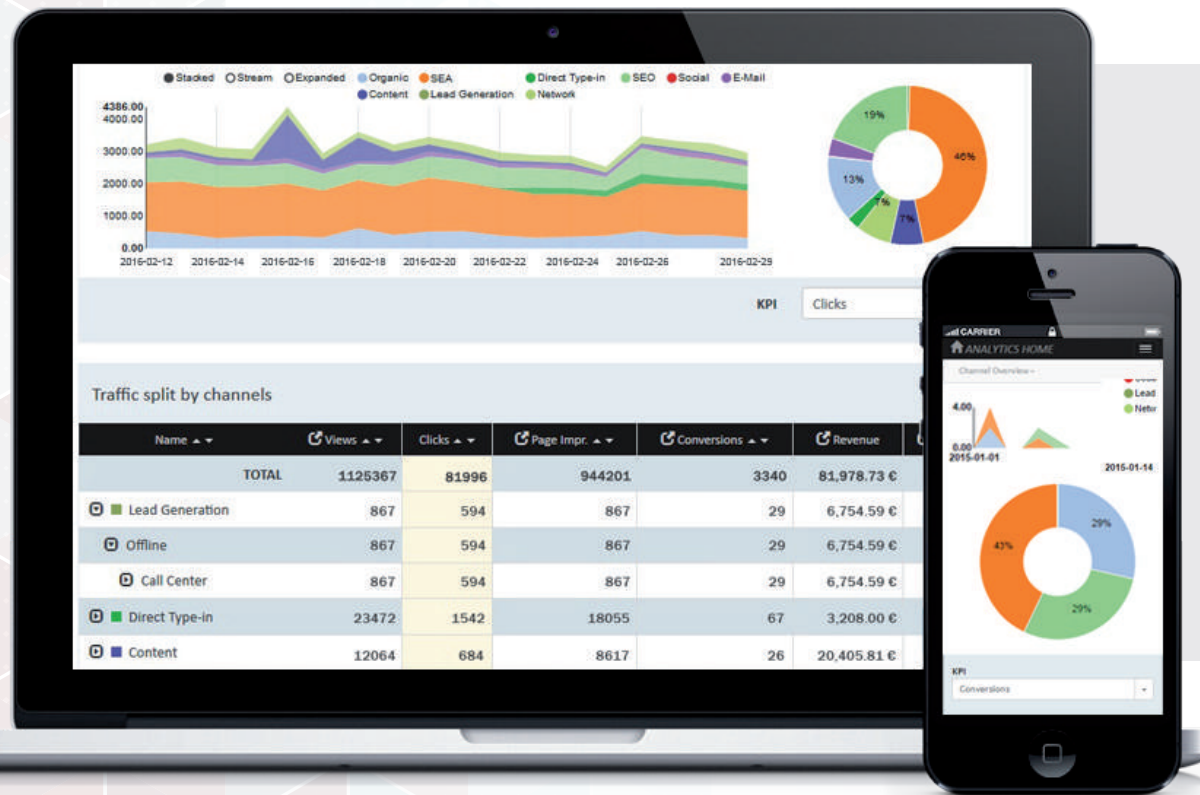 Stacked Stream Expanded Organic SEA Direct Type-in SEO Social E-Mail
Content Lead Generation Network
4386.00
4000.00
3000.00
2000.00
1000.00
0.00
2016-02-12 2016-02-14 2016-02-16 2016-02-18 2016-02-20 2016-02-22 2016-02-24 2016-02-26 2016-02-29
19%
46%
13%
7%
7%
KPI Clicks
Traffic split by channels
Name Views Clicks Page Impr. Conversions Revenue
TOTAL 1125367 81996 944201 3340 81,978.73 €
Lead Generation 867 594 867 29 6,754.59 €
Offline 867 594 867 29 6,754.59 €
Call Center 867 594 867 29 6,754.59 €
Direct Type-in 23472 1542 18055 67 3,208.00 €
Content 12064 684 8617 26 20,405.81 €
CARRIER
ANALYTICS HOME
Channel Overview
Lead
Netw
4.00
0.00
2015-01-01
2015-01-14
29%
43%
29%
KPI
Conversions